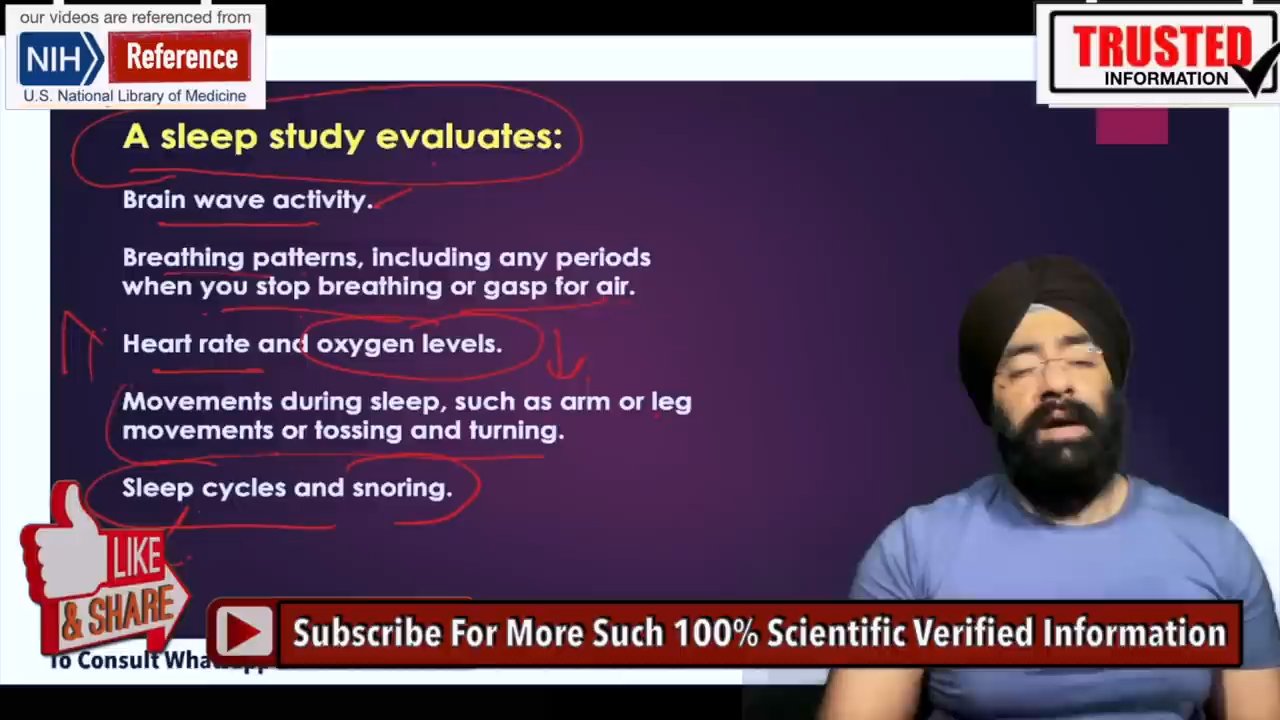 our videos are referenced from
NIH Reference
U.S. National Library of Medicine
TRUSTED
INFORMATION
A sleep study evaluates:
Brain wave activity.
Breathing patterns, including any periods
when you stop breathing or gasp for air.
Heart rate and oxygen levels.
Movements during sleep, such as arm or leg
movements or tossing and turning.
Sleep cycles and snoring.
LIKE
& SHARE
Subscribe For More Such 100% Scientific Verified Information
To Consult